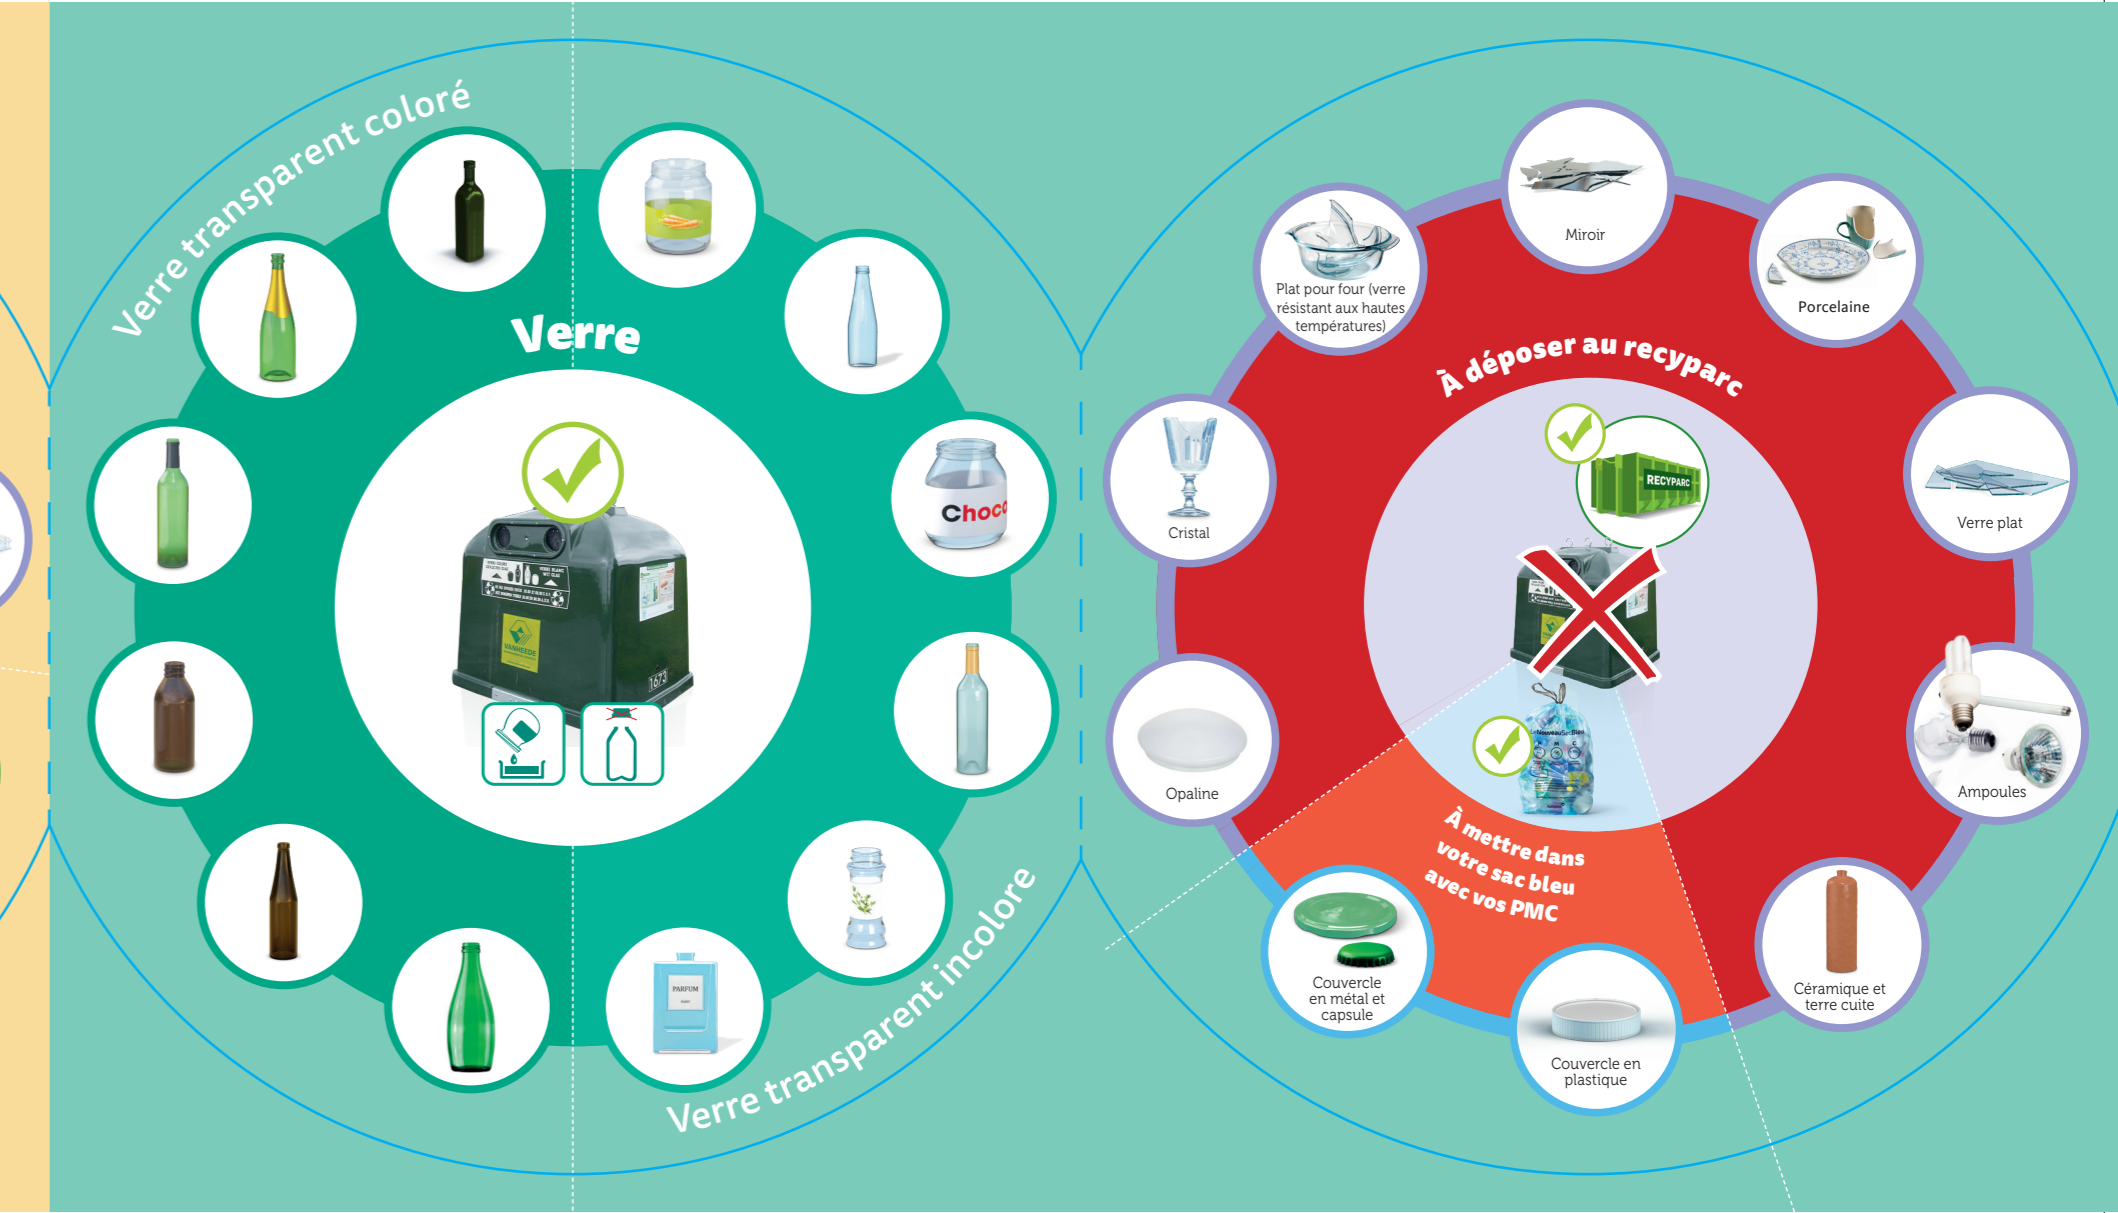 Verre transparent coloré
Verre
Choco
VANHEEDE
1673
PARFUM
Verre transparent incolore
Miroir
Plat pour four (verre
résistant aux hautes
températures)
Porcelaine
À déposer au recyparc
RECYPARC
Cristal
Verre plat
Opaline
Ampoules
LeNouveauSacBleu
À mettre dans
votre sac bleu
avec vos PMC
Couvercle
en métal et
capsule
Couvercle en
plastique
Céramique et
terre cuite